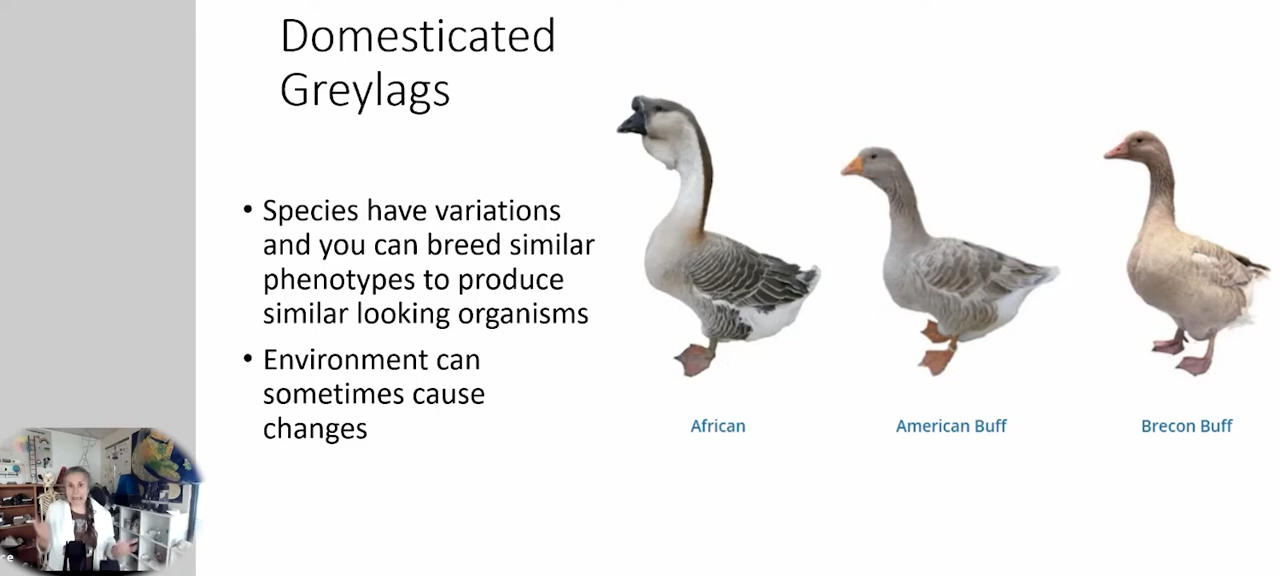 Domesticated
Greylags
• Species have variations
and you can breed similar
phenotypes to produce
similar looking organisms
• Environment can
sometimes cause
changes
African
American Buff
Brecon Buff